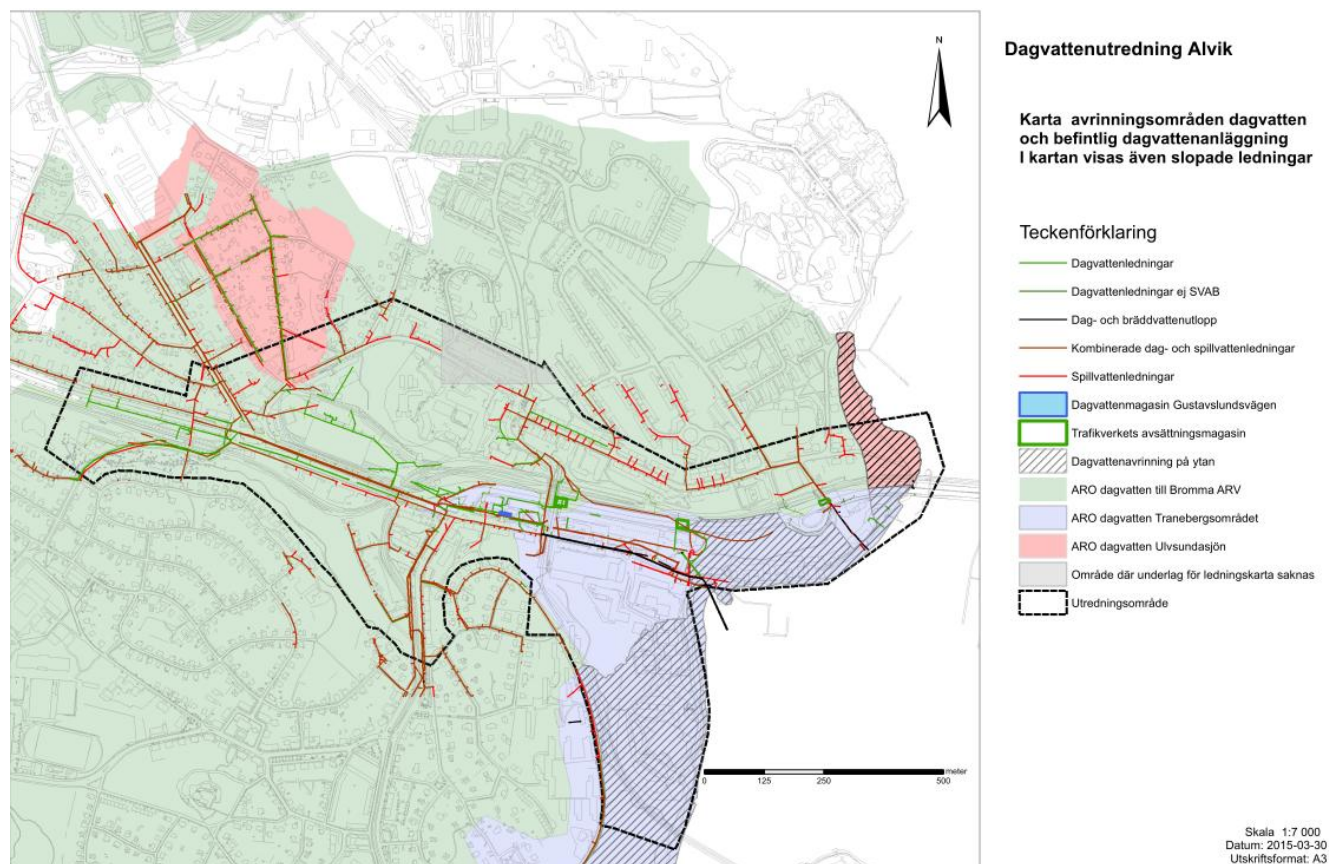 N
Dagvattenutredning Alvik
Karta avrinningsområden dagvatten
och befintlig dagvattenanläggning
I kartan visas även slopade ledningar
Teckenförklaring
Dagvattenledningar
Dagvattenledningar ej SVAB
Dag- och bräddvattenutlopp
Kombinerade dag- och spillvattenledningar
Spillvattenledningar
Dagvattenmagasin Gustavslundsvägen
Trafikverkets avsättningsmagasin
Dagvattenavrinning på ytan
ARO dagvatten till Bromma ARV
ARO dagvatten Tranebergsområdet
ARO dagvatten Ulvsundasjön
Område där underlag för ledningskarta saknas
Utredningsområde
meter
0 125 250 500
Skala 1:7 000
Datum: 2015-03-30
Utskriftsformat: A3